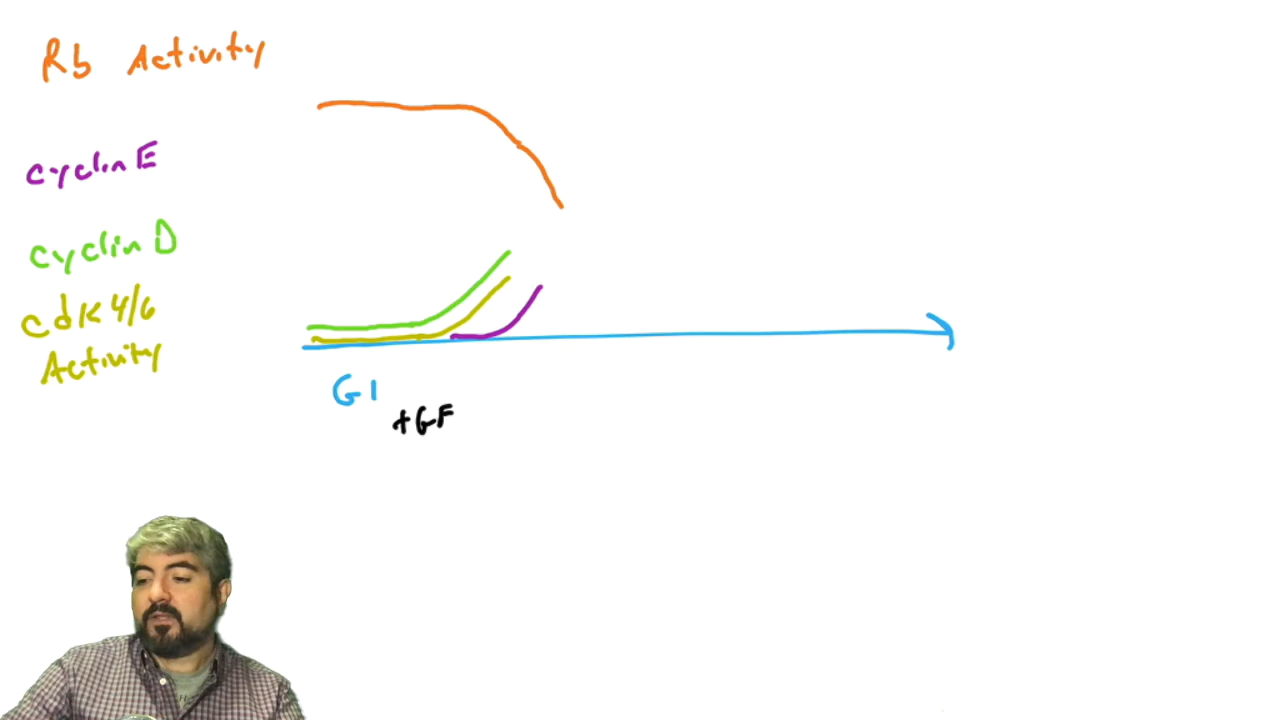 Rb Activity
cyclin E
cyclin D
cdk 4/6
Activity
G1
+GF